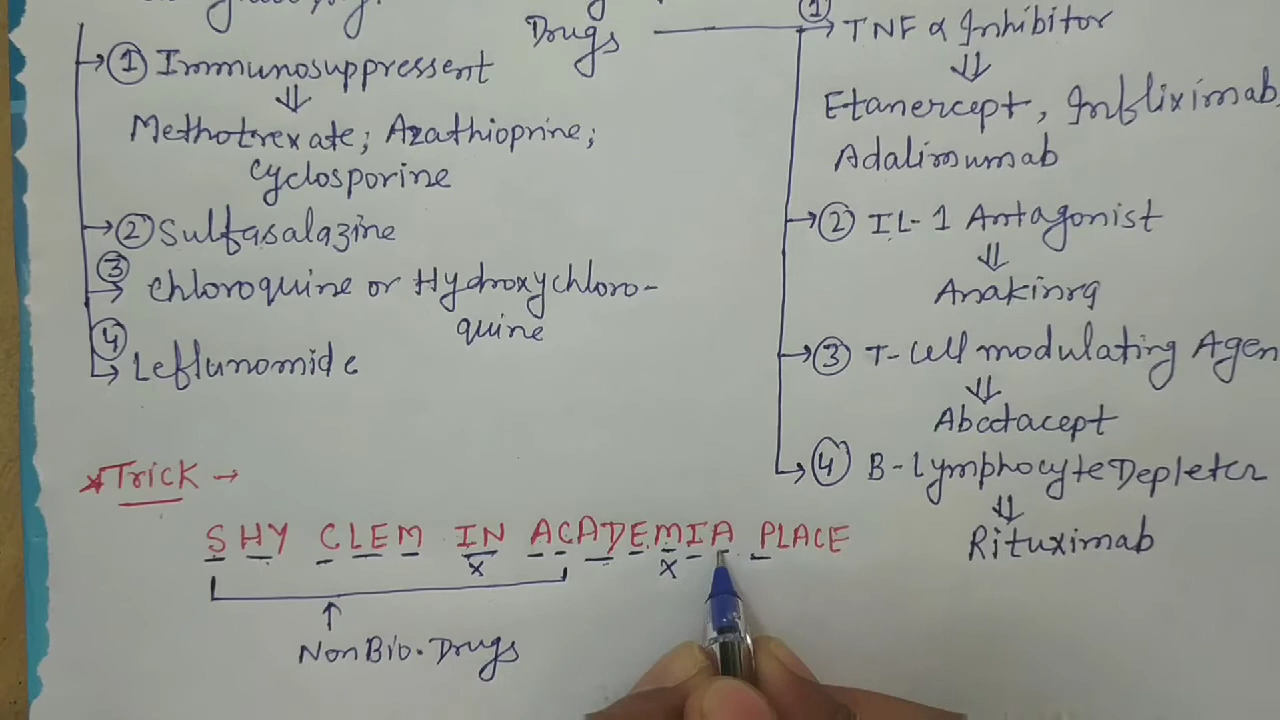 Drugs
① Immunosuppressent
⇓
Methotrexate; Azathioprine;
Cyclosporine
② Sulfasalazine
③ Chloroquine or Hydroxychloro-
quine
④ Leflunomide
① TNF α Inhibitor
⇓
Etanercept, Infliximab
Adalimumab
② IL-1 Antagonist
⇓
Anakinra
③ T-Cell modulating Agen
⇓
Abatacept
④ B-Lymphocyte Depleter
⇓
Rituximab
*Trick →
SHY CLEM IN ACADEMIA PLACE
x x
↑
NonBio. Drugs